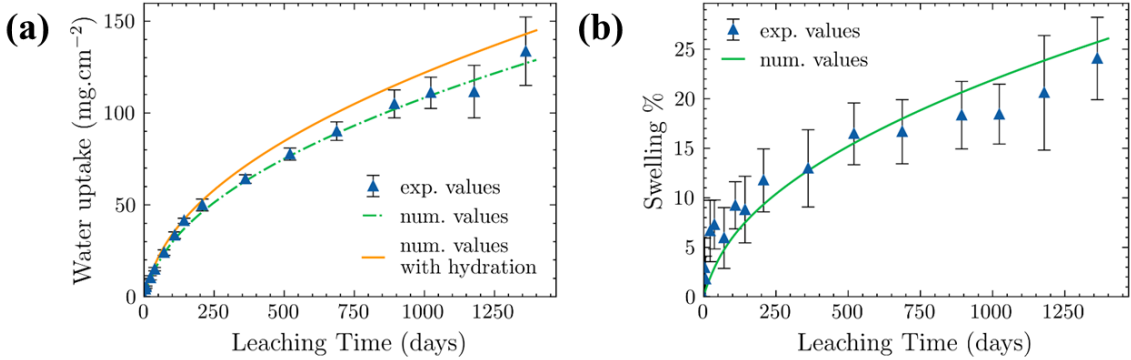 (a)
Water uptake (mg.cm−2)
150
100
50
0
exp. values
num. values
num. values
with hydration
0 250 500 750 1000 1250
Leaching Time (days)
(b)
Swelling %
25
20
15
10
5
0
exp. values
num. values
0 250 500 750 1000 1250
Leaching Time (days)